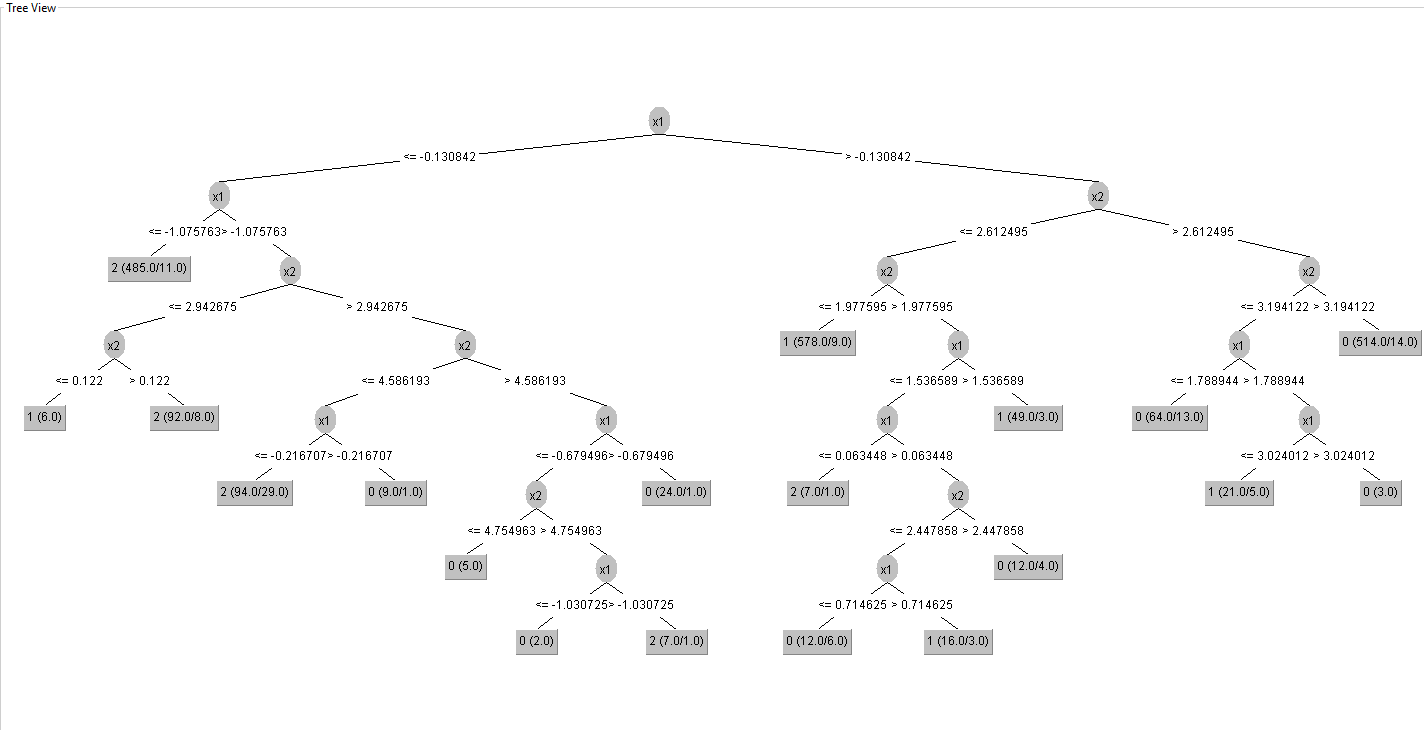 Tree View
x1
<= -0.130842 > -0.130842
x1 x2
<= -1.075763 > -1.075763 <= 2.612495 > 2.612495
2 (485.0/11.0) x2 x2 x2
<= 2.942675 > 2.942675 <= 1.977595 > 1.977595 <= 3.194122 > 3.194122
x2 x2 1 (578.0/9.0) x1 x1 0 (514.0/14.0)
<= 0.122 > 0.122 <= 4.586193 > 4.586193 <= 1.536589 > 1.536589 <= 1.788944 > 1.788944
1 (6.0) 2 (92.0/8.0) x1 x1 x1 1 (49.0/3.0) 0 (64.0/13.0) x1
<= -0.216707 > -0.216707 <= -0.679496 > -0.679496 <= 0.063448 > 0.063448 <= 3.024012 > 3.024012
2 (94.0/29.0) 0 (9.0/1.0) x2 0 (24.0/1.0) 2 (7.0/1.0) x2 1 (21.0/5.0) 0 (3.0)
<= 4.754963 > 4.754963 <= 2.447858 > 2.447858
0 (5.0) x1 x1 0 (12.0/4.0)
<= -1.030725 > -1.030725 <= 0.714625 > 0.714625
0 (2.0) 2 (7.0/1.0) 0 (12.0/6.0) 1 (16.0/3.0)